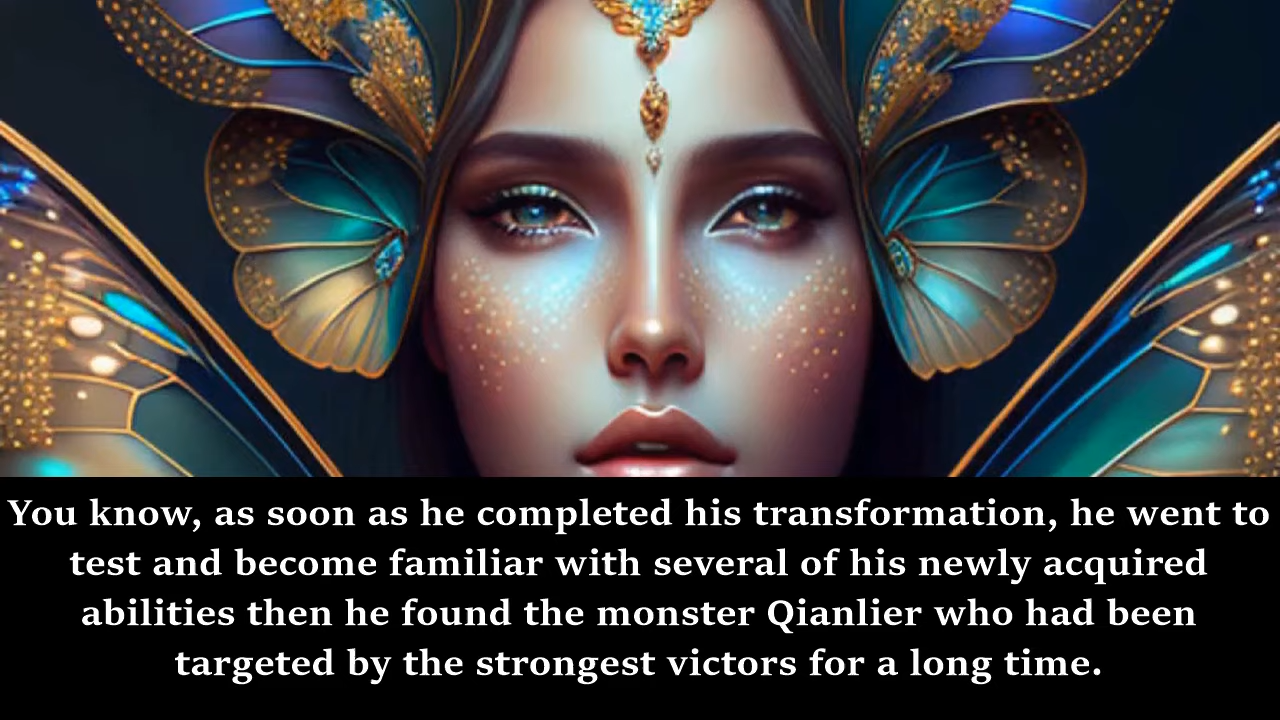 You know, as soon as he completed his transformation, he went to
test and become familiar with several of his newly acquired
abilities then he found the monster Qianlier who had been
targeted by the strongest victors for a long time.